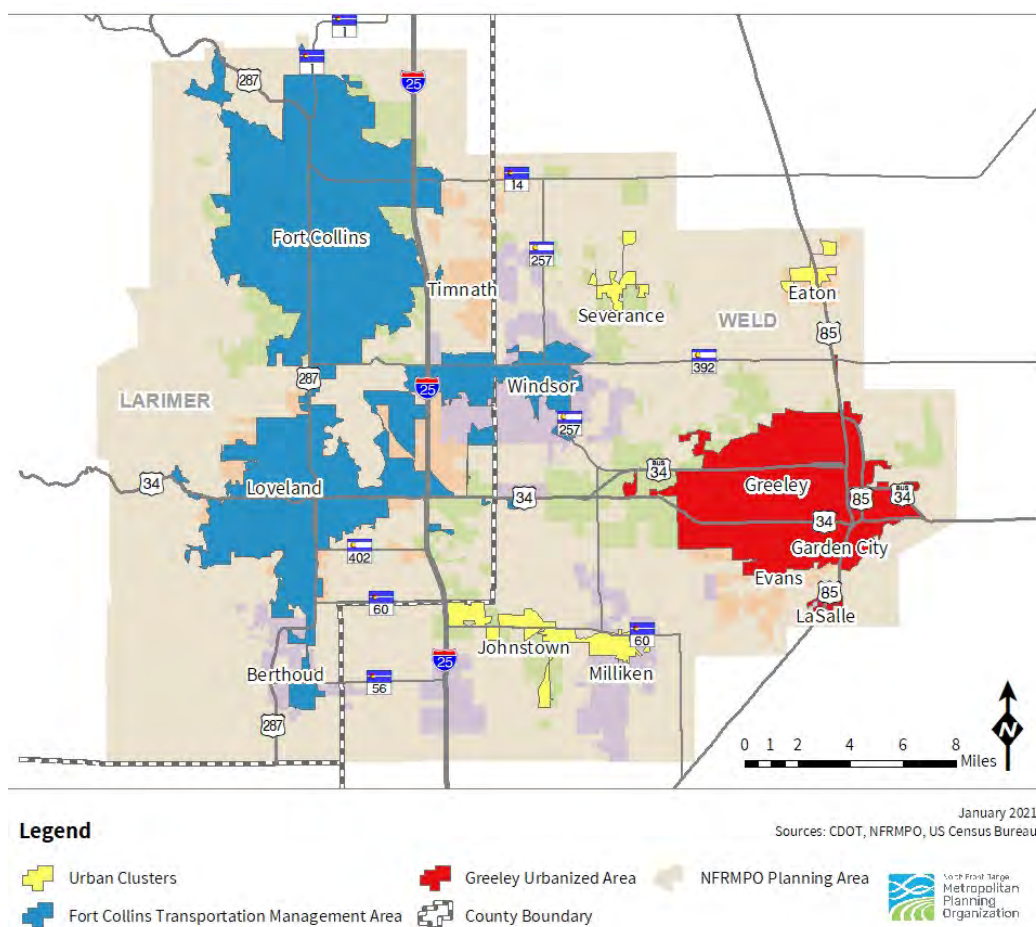 1
1
287
25
14
Fort Collins
257
Timnath
Severance
Eaton
WELD
85
392
287
25
Windsor
LARIMER
257
BUS
34
34
Loveland
34
Greeley
85
BUS
34
34
Garden City
402
Evans
60
85
LaSalle
Johnstown
60
25
Berthoud
56
Milliken
287
N
0 1 2 4 6 8
Miles
January 2021
Sources: CDOT, NFRMPO, US Census Bureau
Legend
Urban Clusters
Greeley Urbanized Area
NFRMPO Planning Area
Fort Collins Transportation Management Area
County Boundary
North Front Range
Metropolitan
Planning
Organization